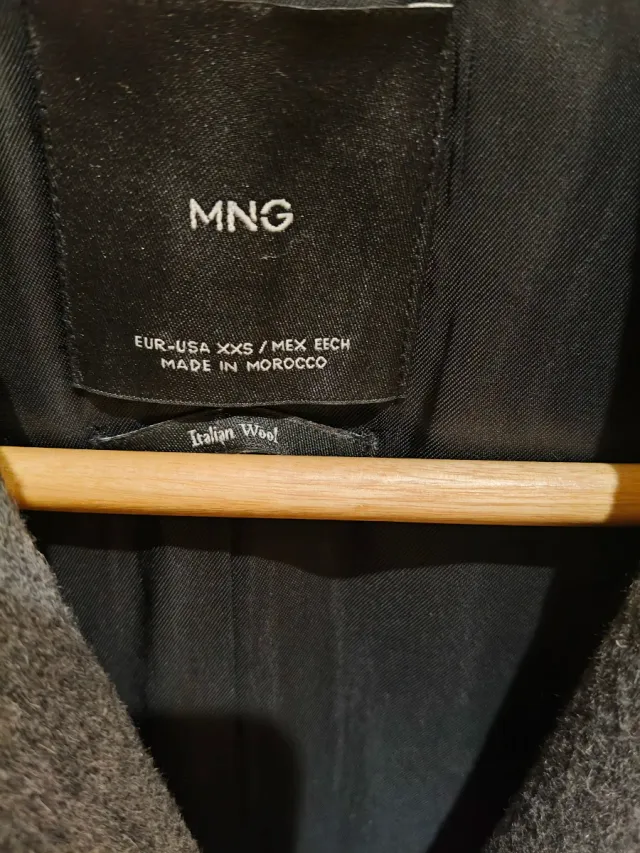 MNG
EUR-USA XXS / MEX EECH
MADE IN MOROCCO
Italian Wool